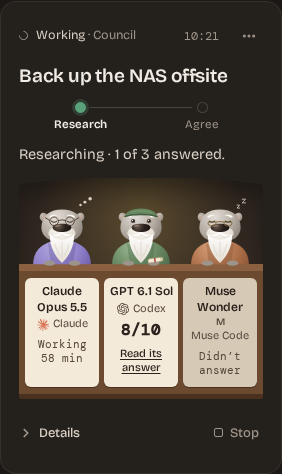 Working · Council 10:21
Back up the NAS offsite
Research Agree
Researching · 1 of 3 answered.
z z
Claude
Opus 5.5
Claude
Working
58 min
GPT 6.1 Sol
Codex
8/10
Read its
answer
Muse
Wonder
M
Muse Code
Didn't
answer
Details Stop